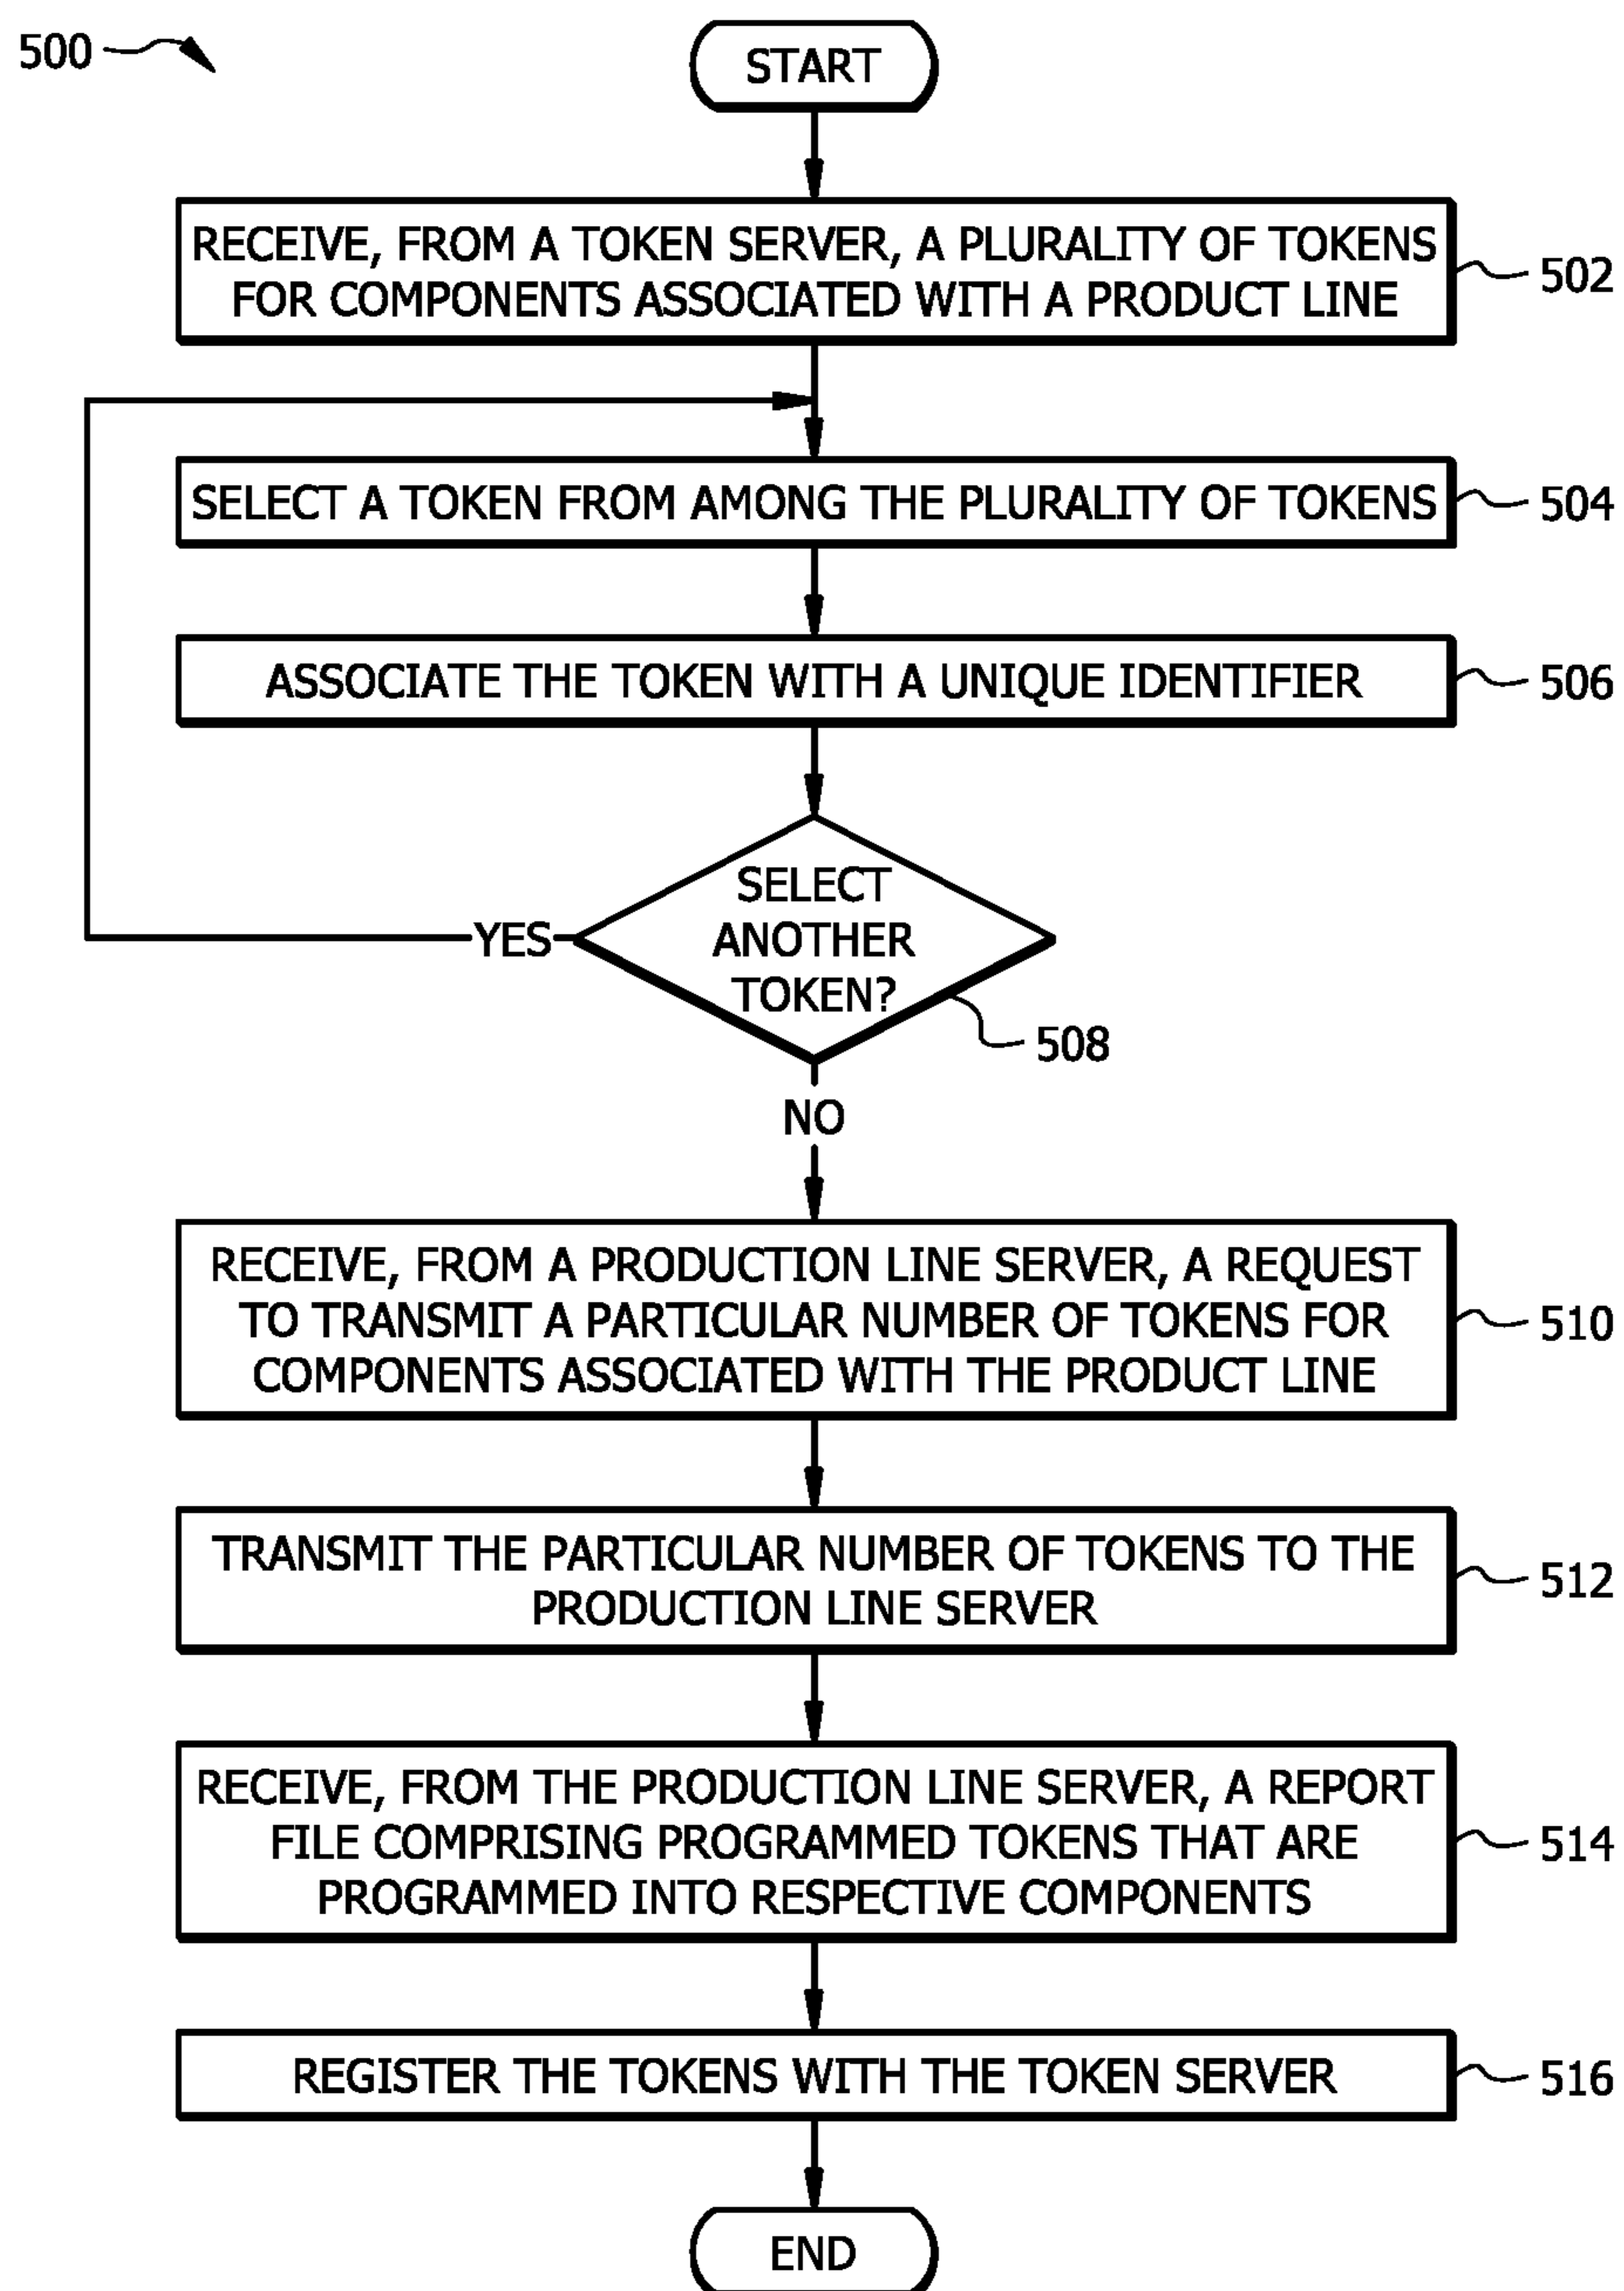 500
START
RECEIVE, FROM A TOKEN SERVER, A PLURALITY OF TOKENS
FOR COMPONENTS ASSOCIATED WITH A PRODUCT LINE
502
SELECT A TOKEN FROM AMONG THE PLURALITY OF TOKENS
504
ASSOCIATE THE TOKEN WITH A UNIQUE IDENTIFIER
506
SELECT
ANOTHER
TOKEN?
YES
508
NO
RECEIVE, FROM A PRODUCTION LINE SERVER, A REQUEST
TO TRANSMIT A PARTICULAR NUMBER OF TOKENS FOR
COMPONENTS ASSOCIATED WITH THE PRODUCT LINE
510
TRANSMIT THE PARTICULAR NUMBER OF TOKENS TO THE
PRODUCTION LINE SERVER
512
RECEIVE, FROM THE PRODUCTION LINE SERVER, A REPORT
FILE COMPRISING PROGRAMMED TOKENS THAT ARE
PROGRAMMED INTO RESPECTIVE COMPONENTS
514
REGISTER THE TOKENS WITH THE TOKEN SERVER
516
END